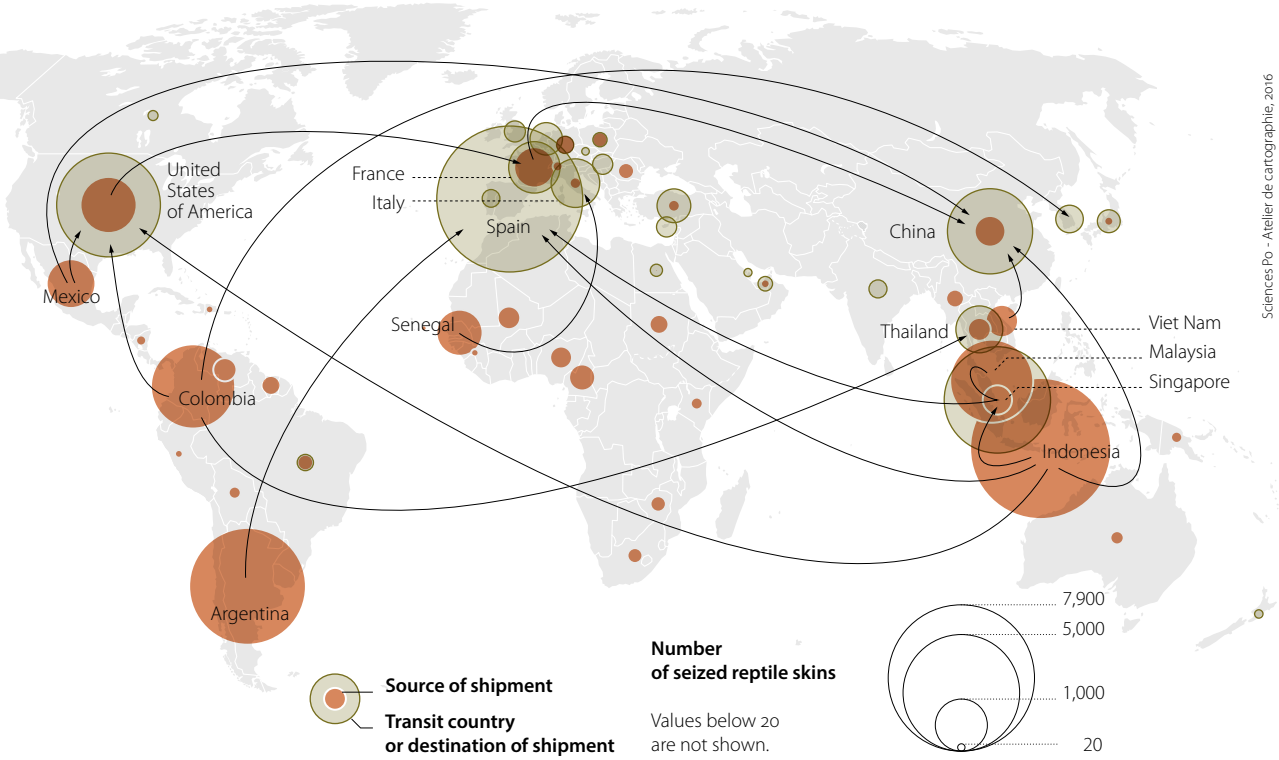 Sciences Po - Atelier de cartographie, 2016
United
States
of America
France
Italy
Spain
China
Mexico
Senegal
Thailand
Viet Nam
Malaysia
Singapore
Colombia
Indonesia
Argentina
Number
of seized reptile skins
Values below 20
are not shown.
7,900
5,000
1,000
20
Source of shipment
Transit country
or destination of shipment